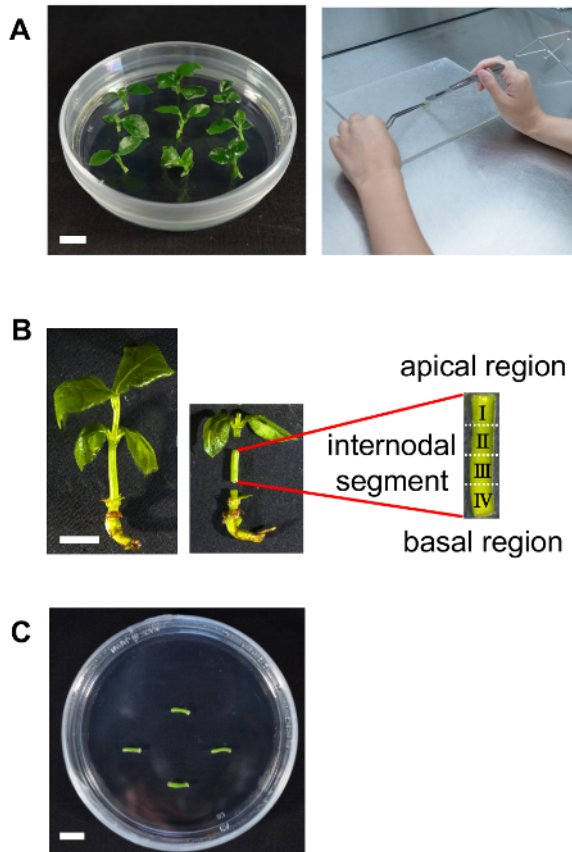 A
B
apical region
I
internodal
II
segment
III
IV
basal region
C